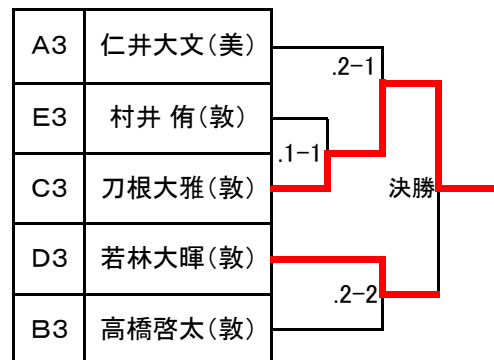 A3 仁井大文(美)
.2-1
E3 村井 侑(敦)
.1-1
C3 刀根大雅(敦)
決勝
D3 若林大暉(敦)
.2-2
B3 高橋啓太(敦)